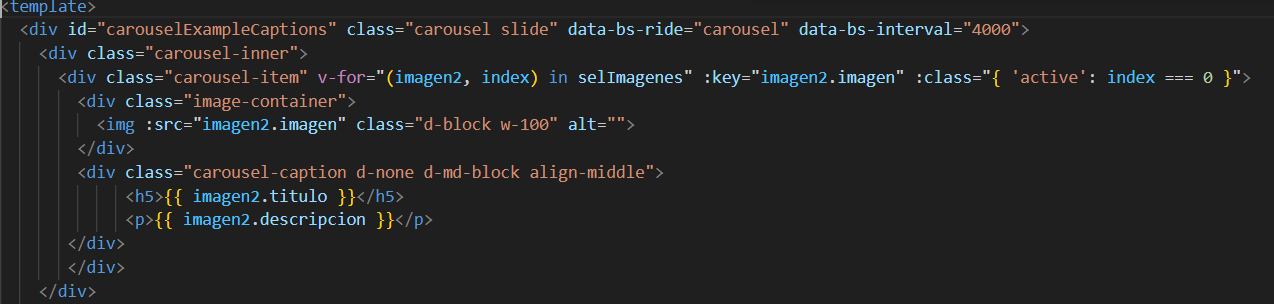 <template>
<div id="carouselExampleCaptions" class="carousel slide" data-bs-ride="carousel" data-bs-interval="4000">
<div class="carousel-inner">
<div class="carousel-item" v-for="(imagen2, index) in selImagenes" :key="imagen2.imagen" :class="{ 'active': index === 0 }">
<div class="image-container">
<img :src="imagen2.imagen" class="d-block w-100" alt="">
</div>
<div class="carousel-caption d-none d-md-block align-middle">
<h5>{{ imagen2.titulo }}</h5>
<p>{{ imagen2.descripcion }}</p>
</div>
</div>
</div>